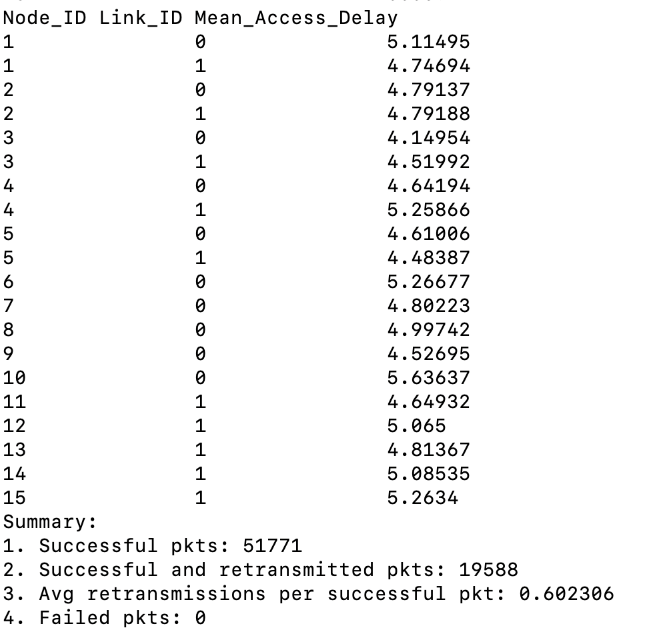 Node_ID Link_ID Mean_Access_Delay
1 0 5.11495
1 1 4.74694
2 0 4.79137
2 1 4.79188
3 0 4.14954
3 1 4.51992
4 0 4.64194
4 1 5.25866
5 0 4.61006
5 1 4.48387
6 0 5.26677
7 0 4.80223
8 0 4.99742
9 0 4.52695
10 0 5.63637
11 1 4.64932
12 1 5.065
13 1 4.81367
14 1 5.08535
15 1 5.2634
Summary:
1. Successful pkts: 51771
2. Successful and retransmitted pkts: 19588
3. Avg retransmissions per successful pkt: 0.602306
4. Failed pkts: 0